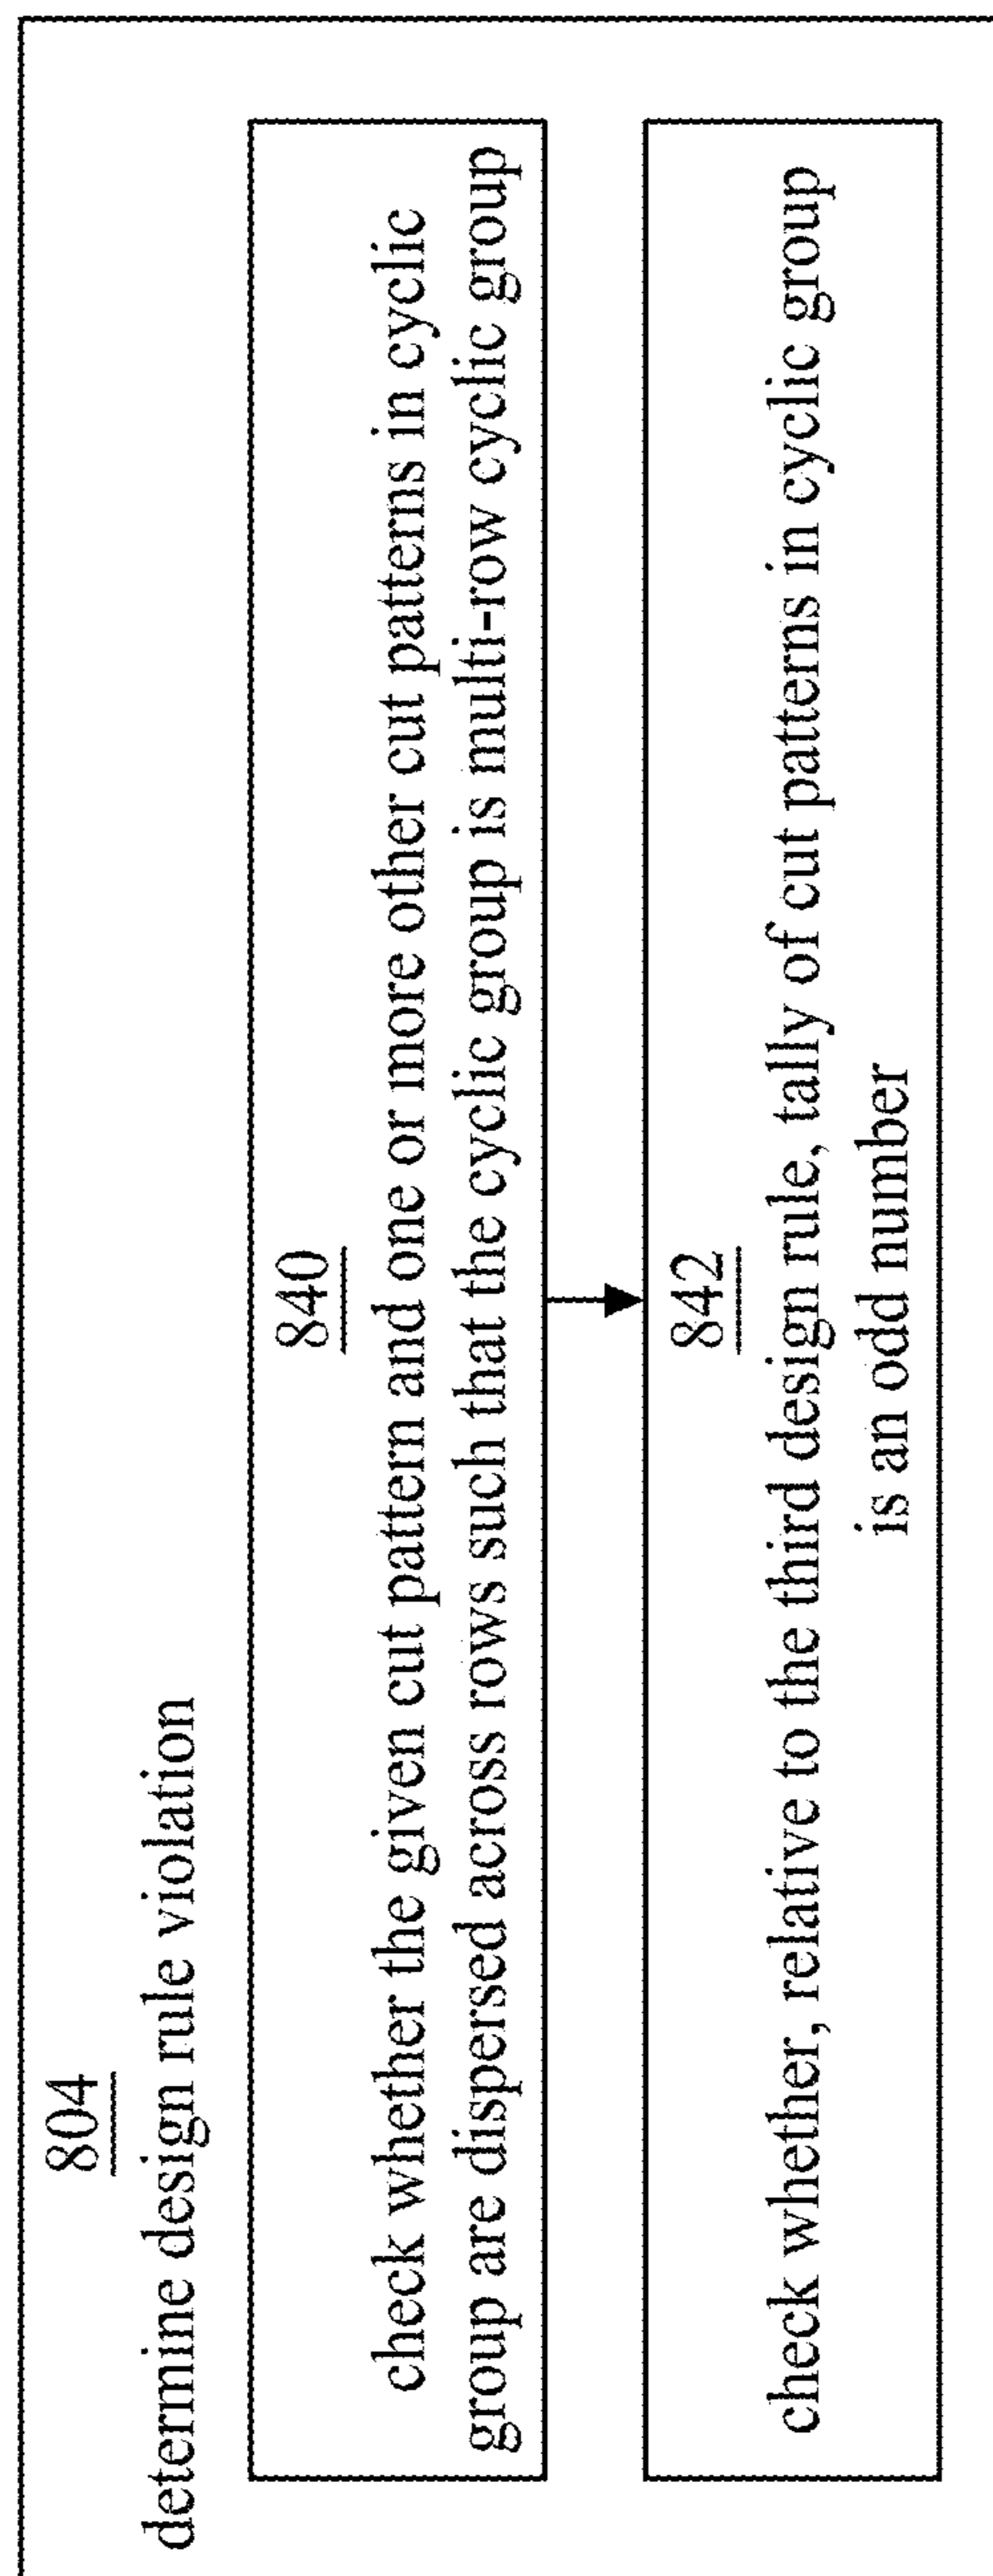 804
determine design rule violation
840
check whether the given cut pattern and one or more other cut patterns in cyclic
group are dispersed across rows such that the cyclic group is multi-row cyclic group
842
check whether, relative to the third design rule, tally of cut patterns in cyclic group
is an odd number